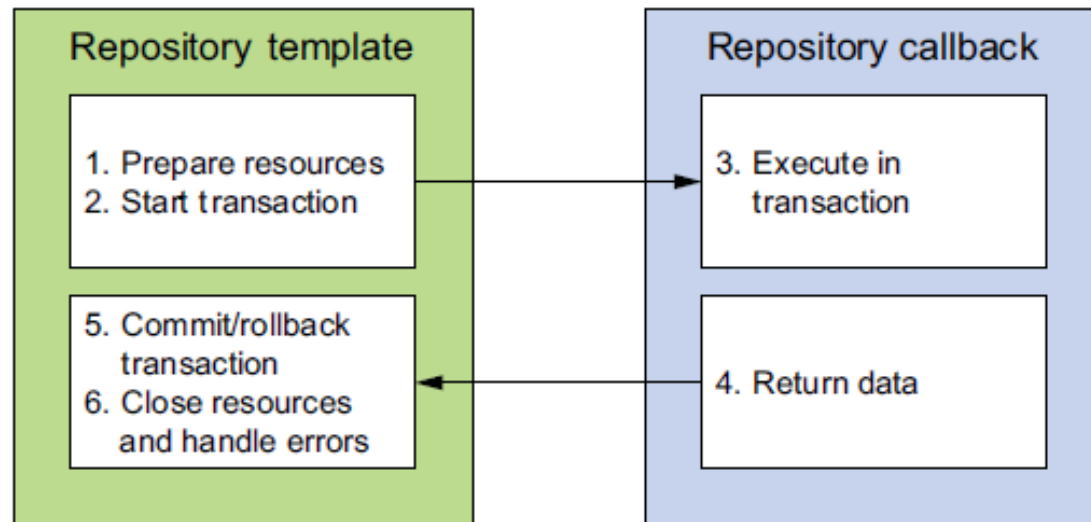 Repository template
1. Prepare resources
2. Start transaction
5. Commit/rollback
transaction
6. Close resources
and handle errors
Repository callback
3. Execute in
transaction
4. Return data